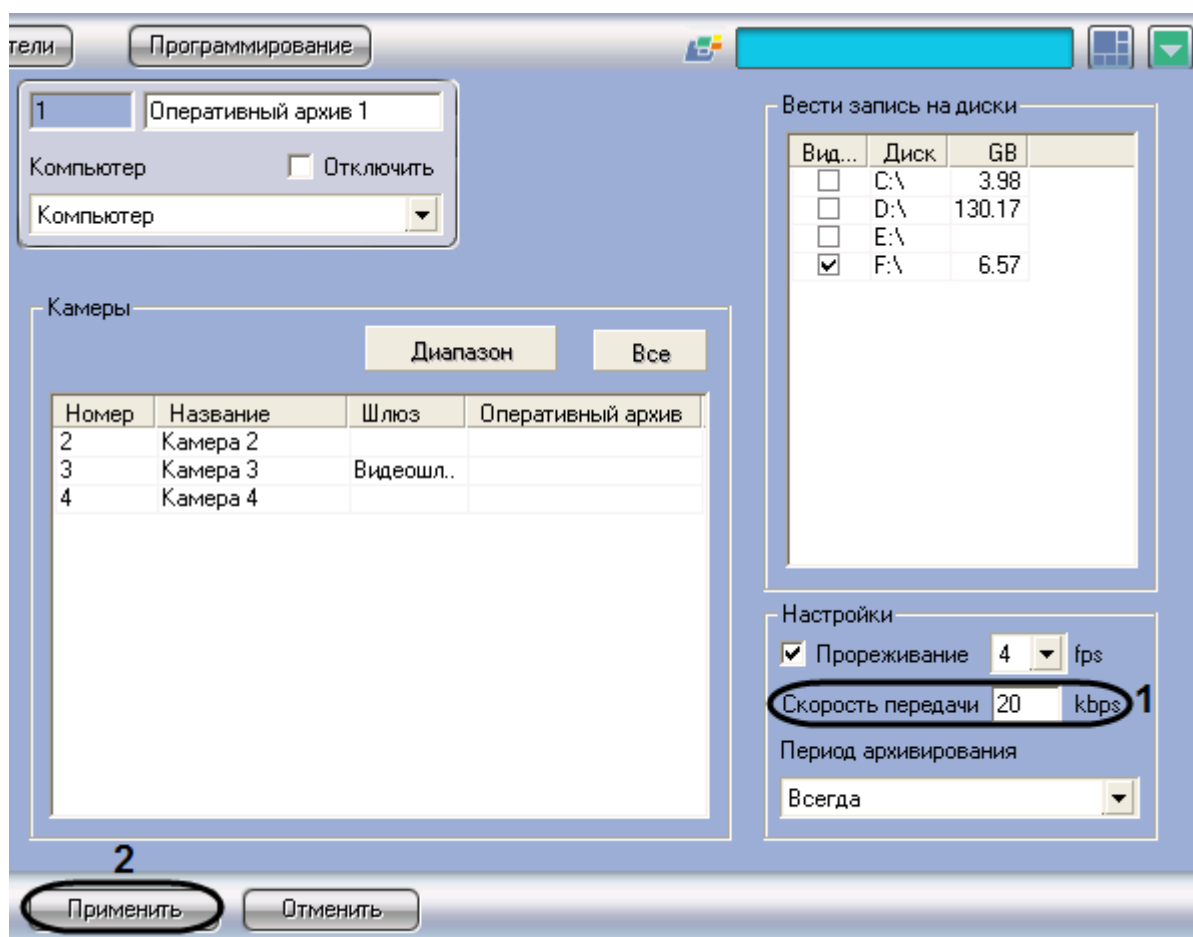 тели Программирование
1 Оперативный архив 1
Компьютер Отключить
Компьютер
Вести запись на диски
Вид... Диск GB
C:\ 3.98
D:\ 130.17
E:\
F:\ 6.57
Камеры
Диапазон Все
Номер Название Шлюз Оперативный архив
2 Камера 2
3 Камера 3 Видеошл..
4 Камера 4
Настройки
Прореживание 4 fps
Скорость передачи 20 kbps 1
Период архивирования
Всегда
2
Применить Отменить